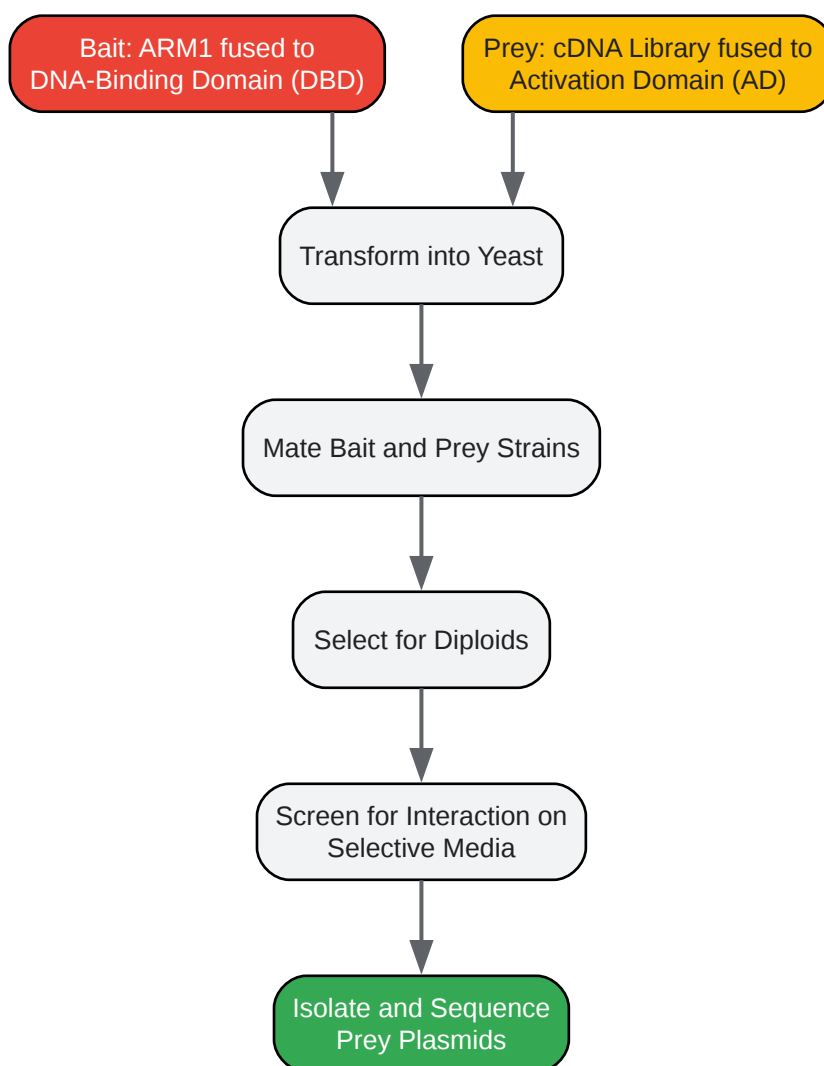 Bait: ARM1 fused to
DNA-Binding Domain (DBD)
Prey: cDNA Library fused to
Activation Domain (AD)
Transform into Yeast
Mate Bait and Prey Strains
Select for Diploids
Screen for Interaction on
Selective Media
Isolate and Sequence
Prey Plasmids